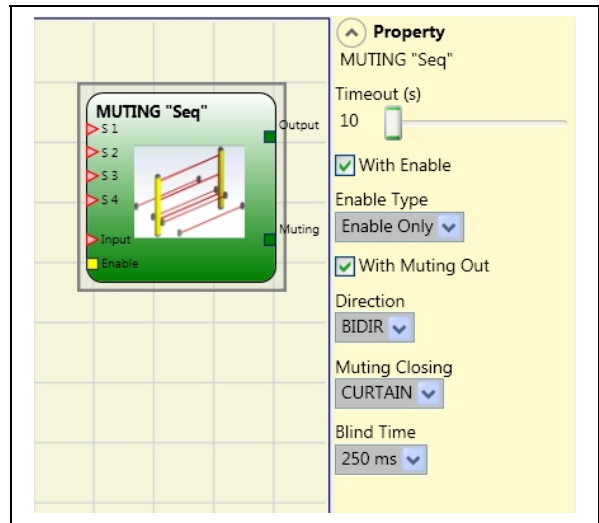 MUTING "Seq"
S 1
S 2
S 3
S 4
Input
Enable
Output
Muting
Property
MUTING "Seq"
Timeout (s)
10
With Enable
Enable Type
Enable Only
With Muting Out
Direction
BIDIR
Muting Closing
CURTAIN
Blind Time
250 ms